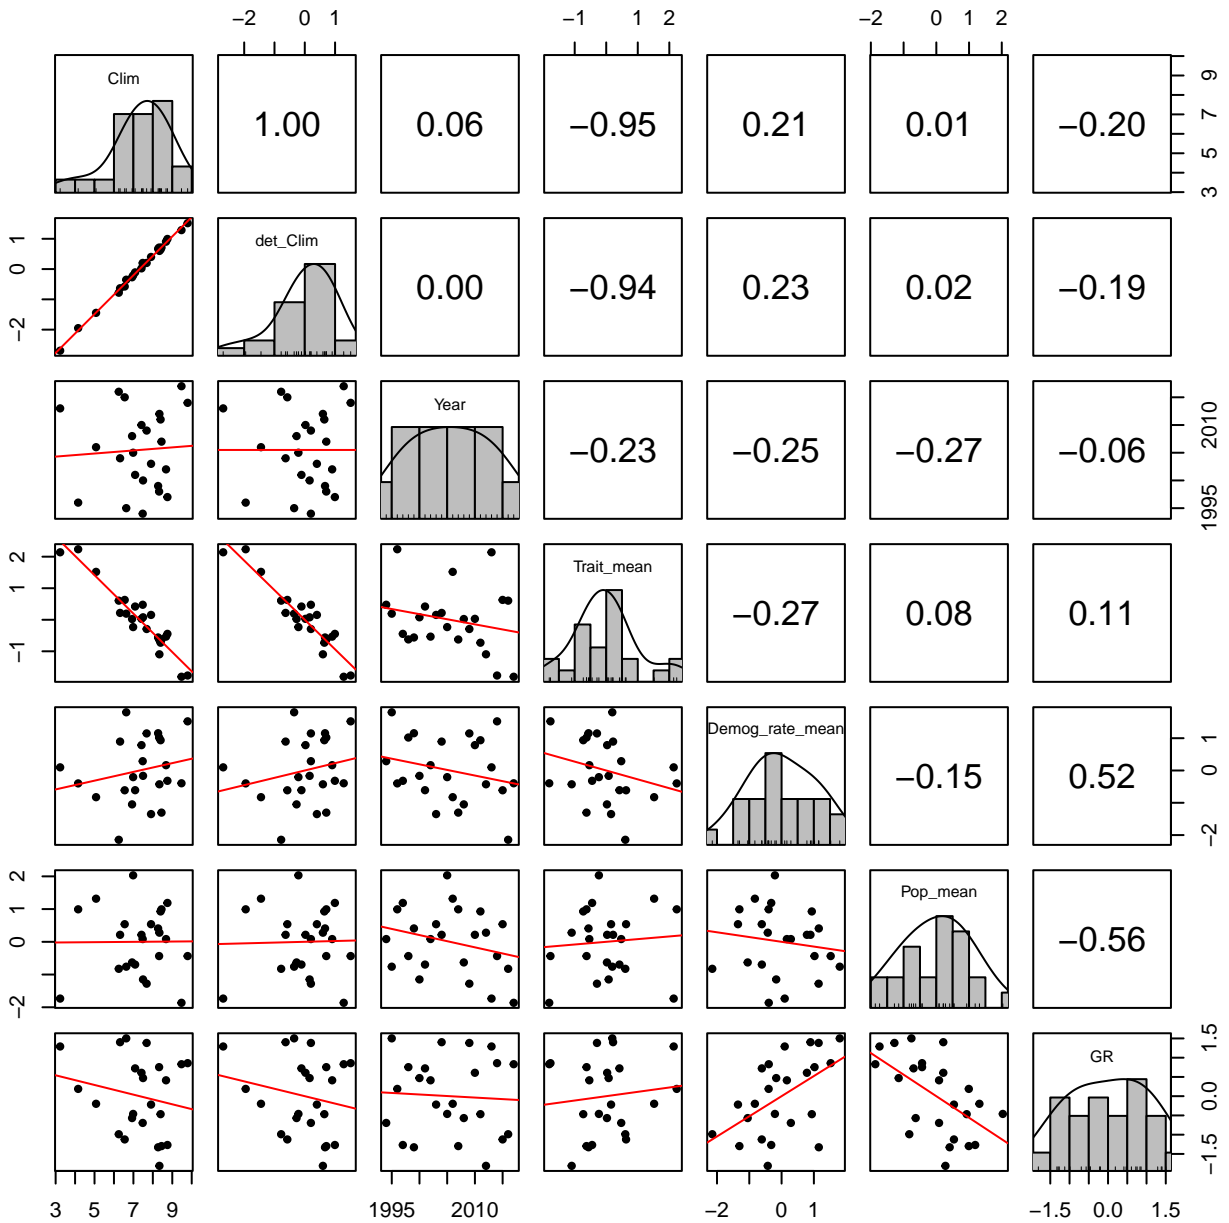 −2 0 1 −1 1 2 −2 0 2
Clim 1.00 0.06 −0.95 0.21 0.01 −0.20 3 5 7 9
−2 0 1 det_Clim 0.00 −0.94 0.23 0.02 −0.19
Year −0.23 −0.25 −0.27 −0.06 1995 2010
−1 1 2 Trait_mean −0.27 0.08 0.11
Demog_rate_mean −0.15 0.52 −2 0 1
−2 0 1 2 Pop_mean −0.56
GR −1.5 0.0 1.0
3 5 7 9 1995 2010 −2 0 1 −1.5 0.0 1.5